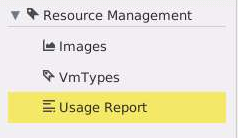 Resource Management
Images
VmTypes
Usage Report